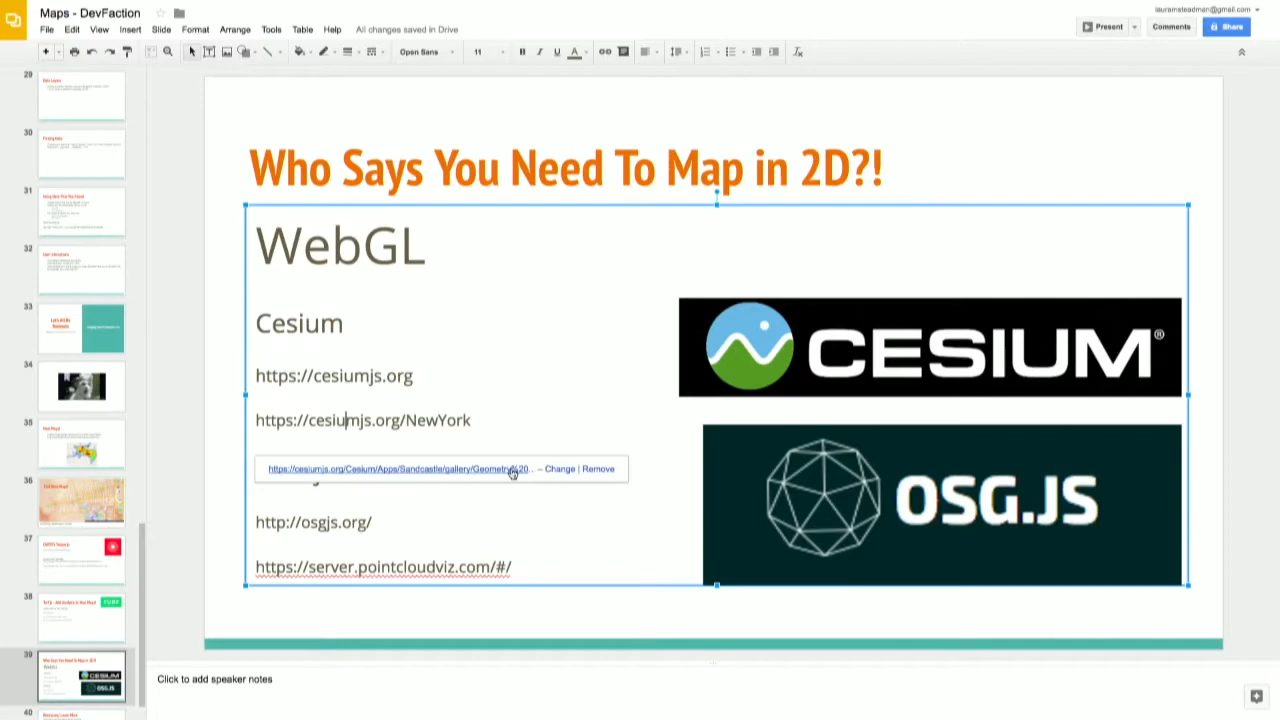 Maps - DevFaction
lauramsteadman@gmail.com
File Edit View Insert Slide Format Arrange Tools Table Help All changes saved in Drive
Present Comments Share
Open Sans 11
29
30
31
32
33
34
35
36
37
38
39
40
Who Says You Need To Map in 2D?!
WebGL
Cesium
https://cesiumjs.org
https://cesiumjs.org/NewYork
https://cesiumjs.org/Cesium/Apps/Sandcastle/gallery/Geometry%20... – Change | Remove
http://osgjs.org/
https://server.pointcloudviz.com/#/
CESIUM®
OSG.JS
Click to add speaker notes